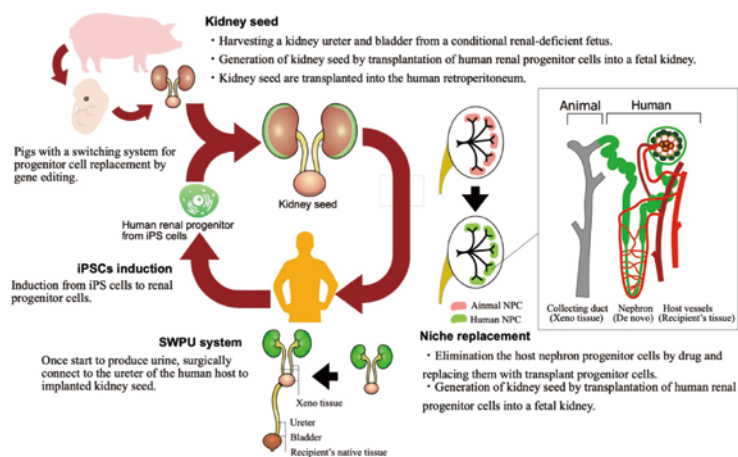 Kidney seed
・Harvesting a kidney ureter and bladder from a conditional renal-deficient fetus.
・Generation of kidney seed by transplantation of human renal progenitor cells into a fetal kidney.
・Kidney seed are transplanted into the human retroperitoneum.
Pigs with a switching system for
progenitor cell replacement by
gene editing.
Kidney seed
Human renal progenitor
from iPS cells
iPSCs induction
Induction from iPS cells to renal
progenitor cells.
SWPU system
Once start to produce urine, surgically
connect to the ureter of the human host to
implanted kidney seed.
Xeno tissue
Ureter
Bladder
Recipient's native tissue
Ainmal NPC
Human NPC
Animal Human
Collecting duct
(Xeno tissue)
Nephron
(De novo)
Host vessels
(Recipient's tissue)
Niche replacement
・Elimination the host nephron progenitor cells by drug and
replacing them with transplant progenitor cells.
・Generation of kidney seed by transplantation of human renal
progenitor cells into a fetal kidney.